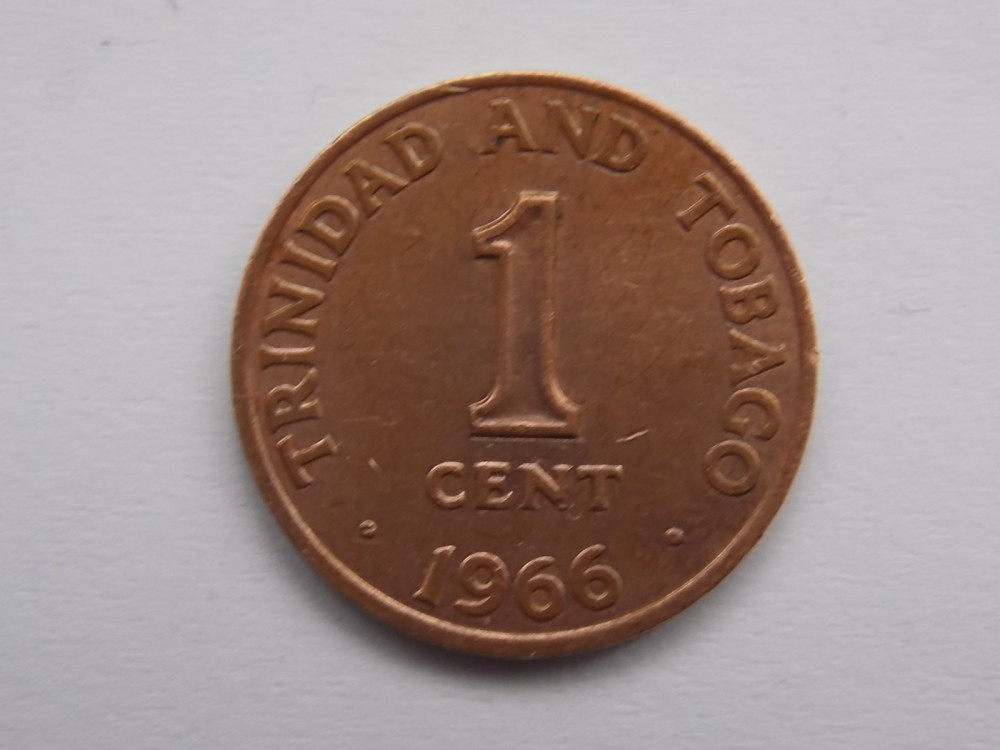 TRINIDAD AND TOBAGO
1
CENT
1966